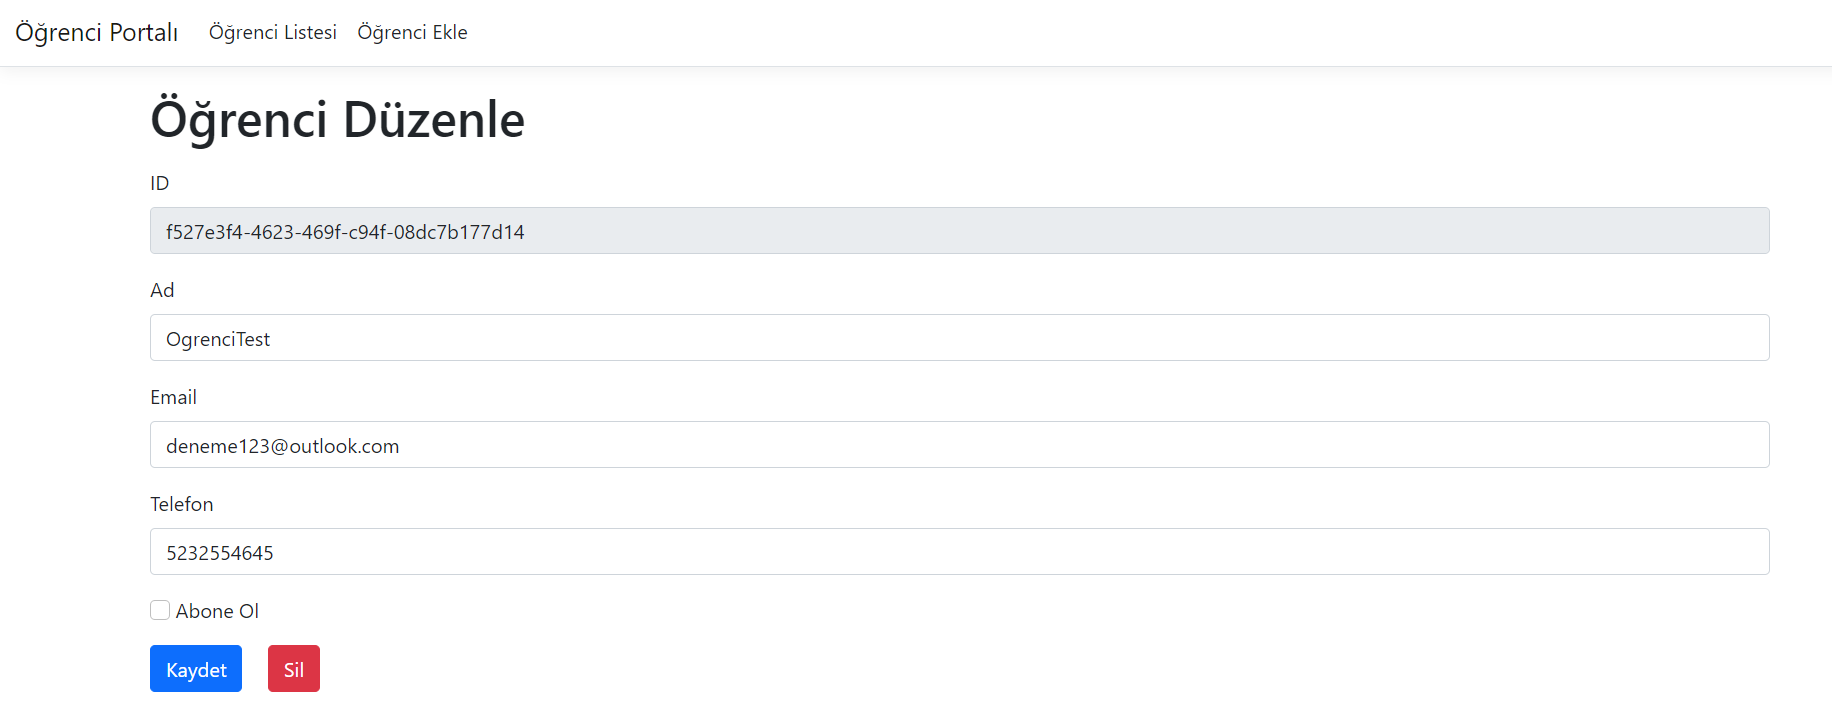 Öğrenci Portalı Öğrenci Listesi Öğrenci Ekle
Öğrenci Düzenle
ID
f527e3f4-4623-469f-c94f-08dc7b177d14
Ad
OgrenciTest
Email
deneme123@outlook.com
Telefon
5232554645
Abone Ol
Kaydet Sil